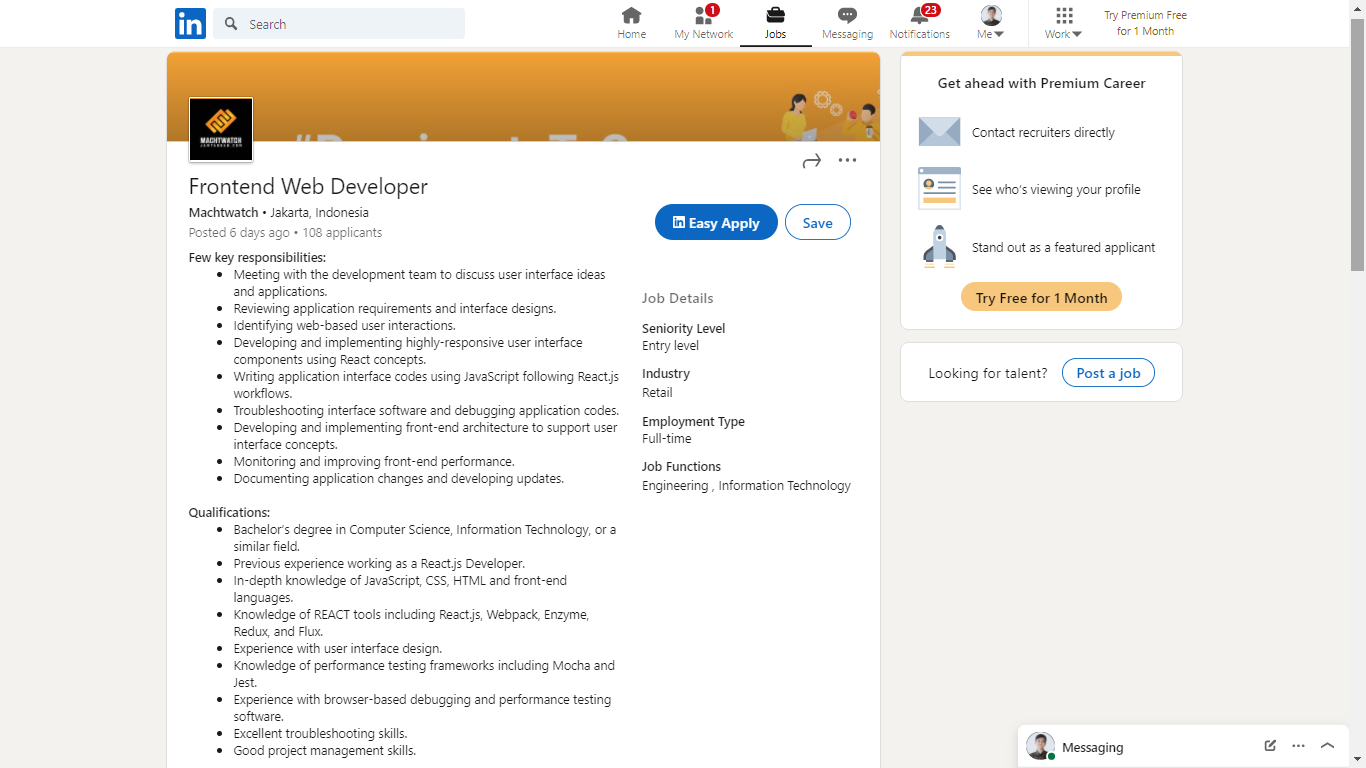 in
Search
Home
1
My Network
Jobs
Messaging
23
Notifications
Me
Work
Try Premium Free
for 1 Month
MACHTWATCH
Frontend Web Developer
Machtwatch • Jakarta, Indonesia
Posted 6 days ago • 108 applicants
in Easy Apply
Save
Few key responsibilities:
• Meeting with the development team to discuss user interface ideas
and applications.
• Reviewing application requirements and interface designs.
• Identifying web-based user interactions.
• Developing and implementing highly-responsive user interface
components using React concepts.
• Writing application interface codes using JavaScript following React.js
workflows.
• Troubleshooting interface software and debugging application codes.
• Developing and implementing front-end architecture to support user
interface concepts.
• Monitoring and improving front-end performance.
• Documenting application changes and developing updates.
Qualifications:
• Bachelor's degree in Computer Science, Information Technology, or a
similar field.
• Previous experience working as a React.js Developer.
• In-depth knowledge of JavaScript, CSS, HTML and front-end
languages.
• Knowledge of REACT tools including React.js, Webpack, Enzyme,
Redux, and Flux.
• Experience with user interface design.
• Knowledge of performance testing frameworks including Mocha and
Jest.
• Experience with browser-based debugging and performance testing
software.
• Excellent troubleshooting skills.
• Good project management skills.
Job Details
Seniority Level
Entry level
Industry
Retail
Employment Type
Full-time
Job Functions
Engineering , Information Technology
Get ahead with Premium Career
Contact recruiters directly
See who's viewing your profile
Stand out as a featured applicant
Try Free for 1 Month
Looking for talent?
Post a job
Messaging